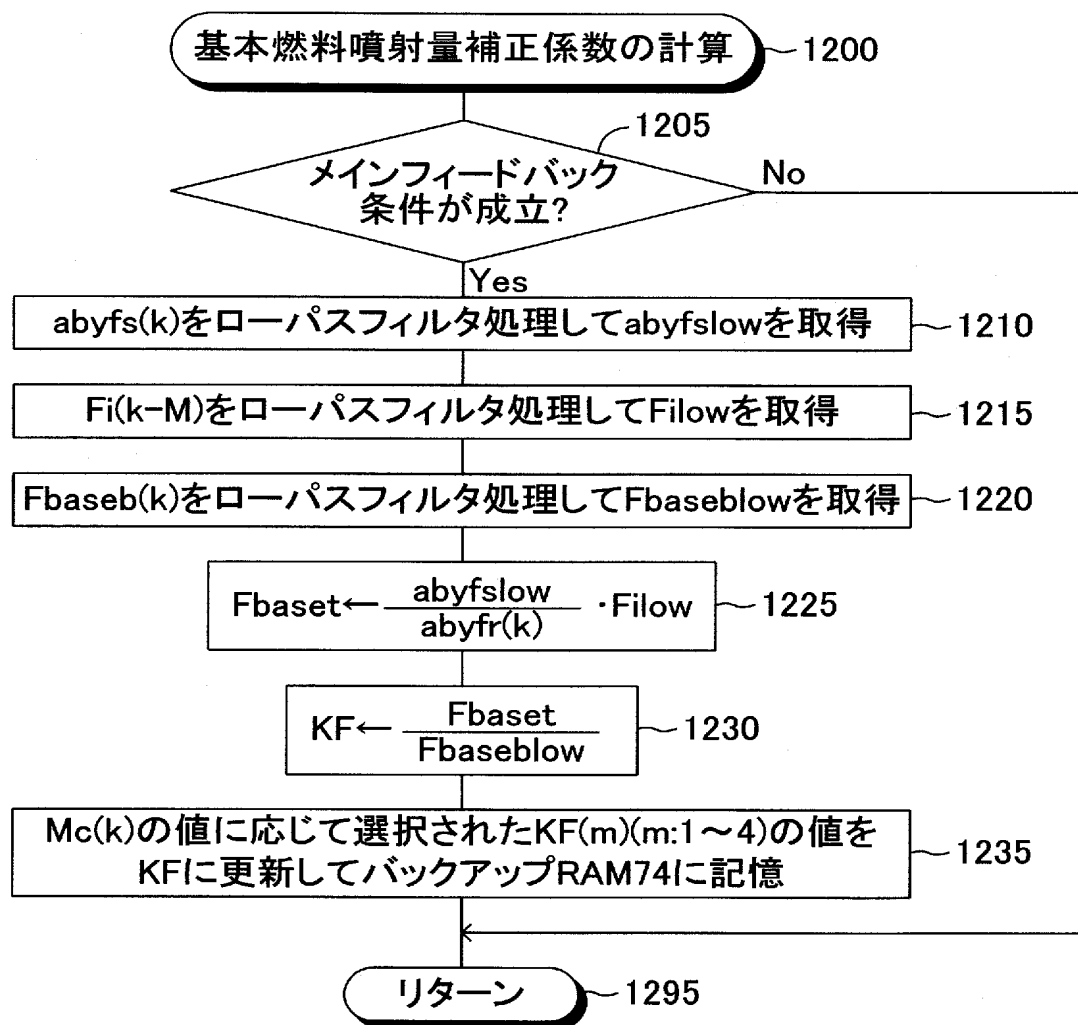 基本燃料噴射量補正係数の計算
1200
1205
メインフィードバック
条件が成立?
No
Yes
abyfs(k)をローパスフィルタ処理してabyfslowを取得
1210
Fi(k-M)をローパスフィルタ処理してFilowを取得
1215
Fbaseb(k)をローパスフィルタ処理してFbaseblowを取得
1220
Fbaset←abyfslow/abyfr(k)・Filow
1225
KF←Fbaset/Fbaseblow
1230
Mc(k)の値に応じて選択されたKF(m)(m:1～4)の値を
KFに更新してバックアップRAM74に記憶
1235
リターン
1295